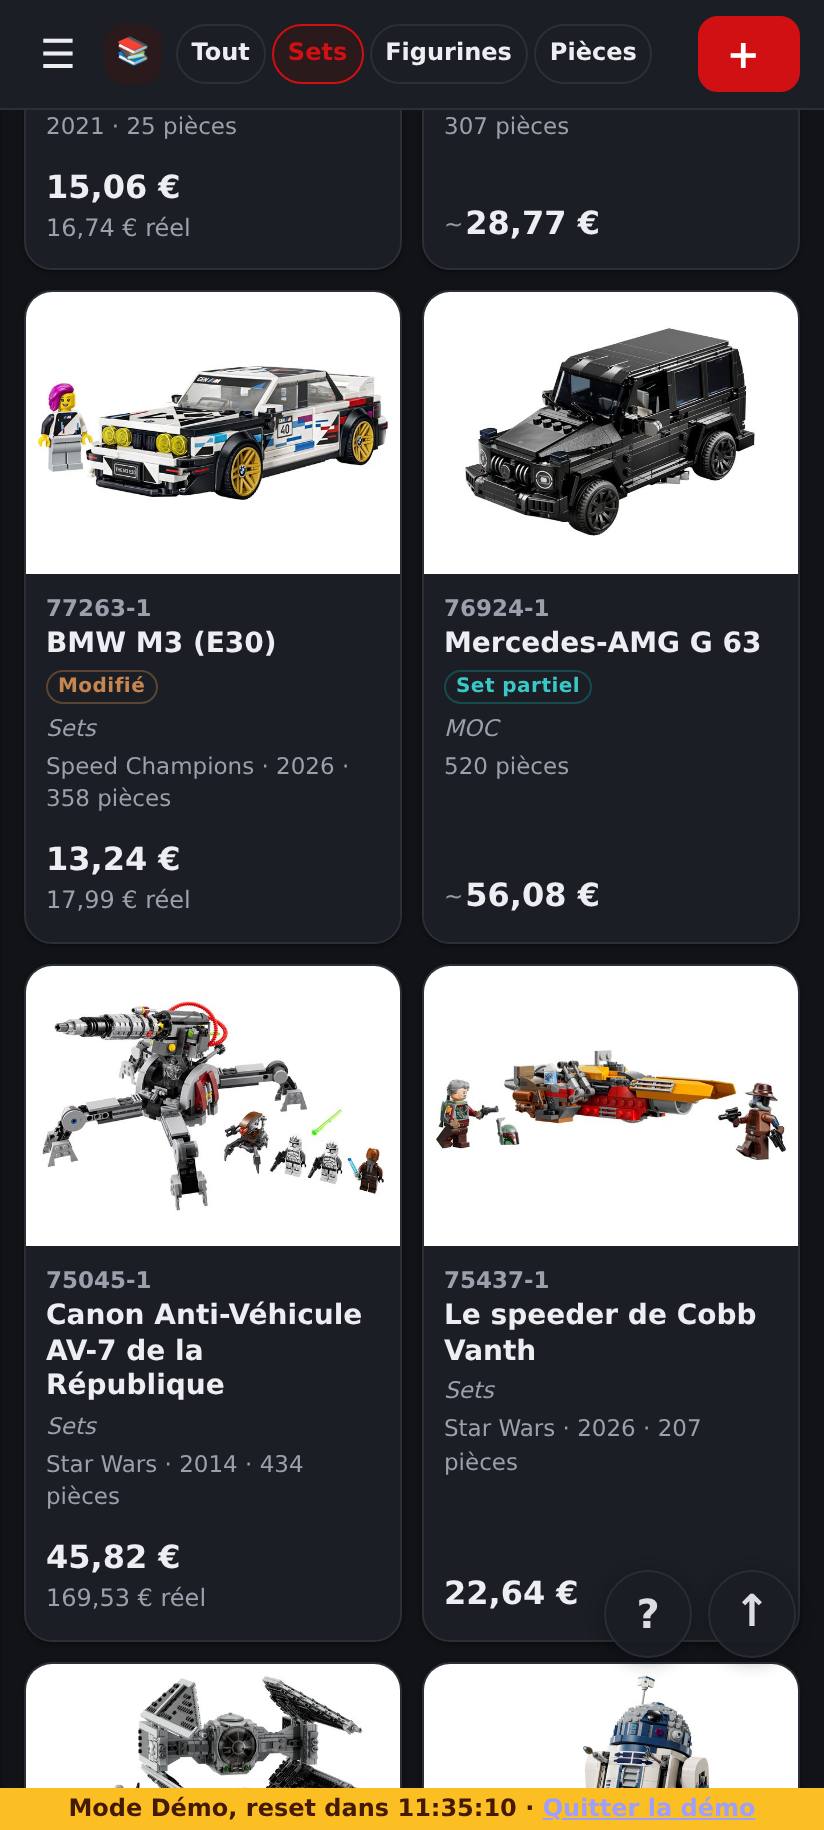 ☰ 📚 Tout Sets Figurines Pièces +
2021 · 25 pièces
15,06 €
16,74 € réel
307 pièces
~28,77 €
40
77263-1
BMW M3 (E30)
Modifié
Sets
Speed Champions · 2026 ·
358 pièces
13,24 €
17,99 € réel
76924-1
Mercedes-AMG G 63
Set partiel
MOC
520 pièces
~56,08 €
75045-1
Canon Anti-Véhicule
AV-7 de la
République
Sets
Star Wars · 2014 · 434
pièces
45,82 €
169,53 € réel
75437-1
Le speeder de Cobb
Vanth
Sets
Star Wars · 2026 · 207
pièces
22,64 €
? ↑
Mode Démo, reset dans 11:35:10 · Quitter la démo